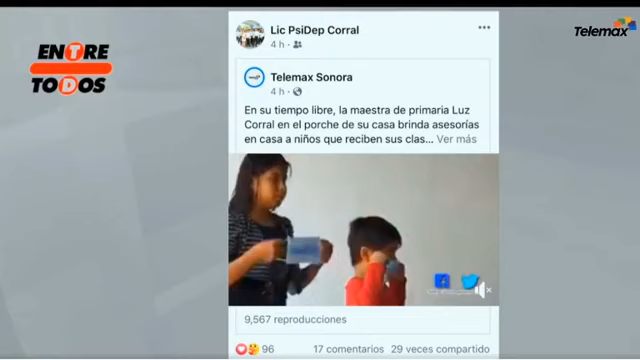 ENTRE
TODOS
Telemax
Lic PsiDep Corral
4 h ·
Telemax Sonora
4 h ·
En su tiempo libre, la maestra de primaria Luz
Corral en el porche de su casa brinda asesorías
en casa a niños que reciben sus clas... Ver más
9,567 reproducciones
96
17 comentarios 29 veces compartido